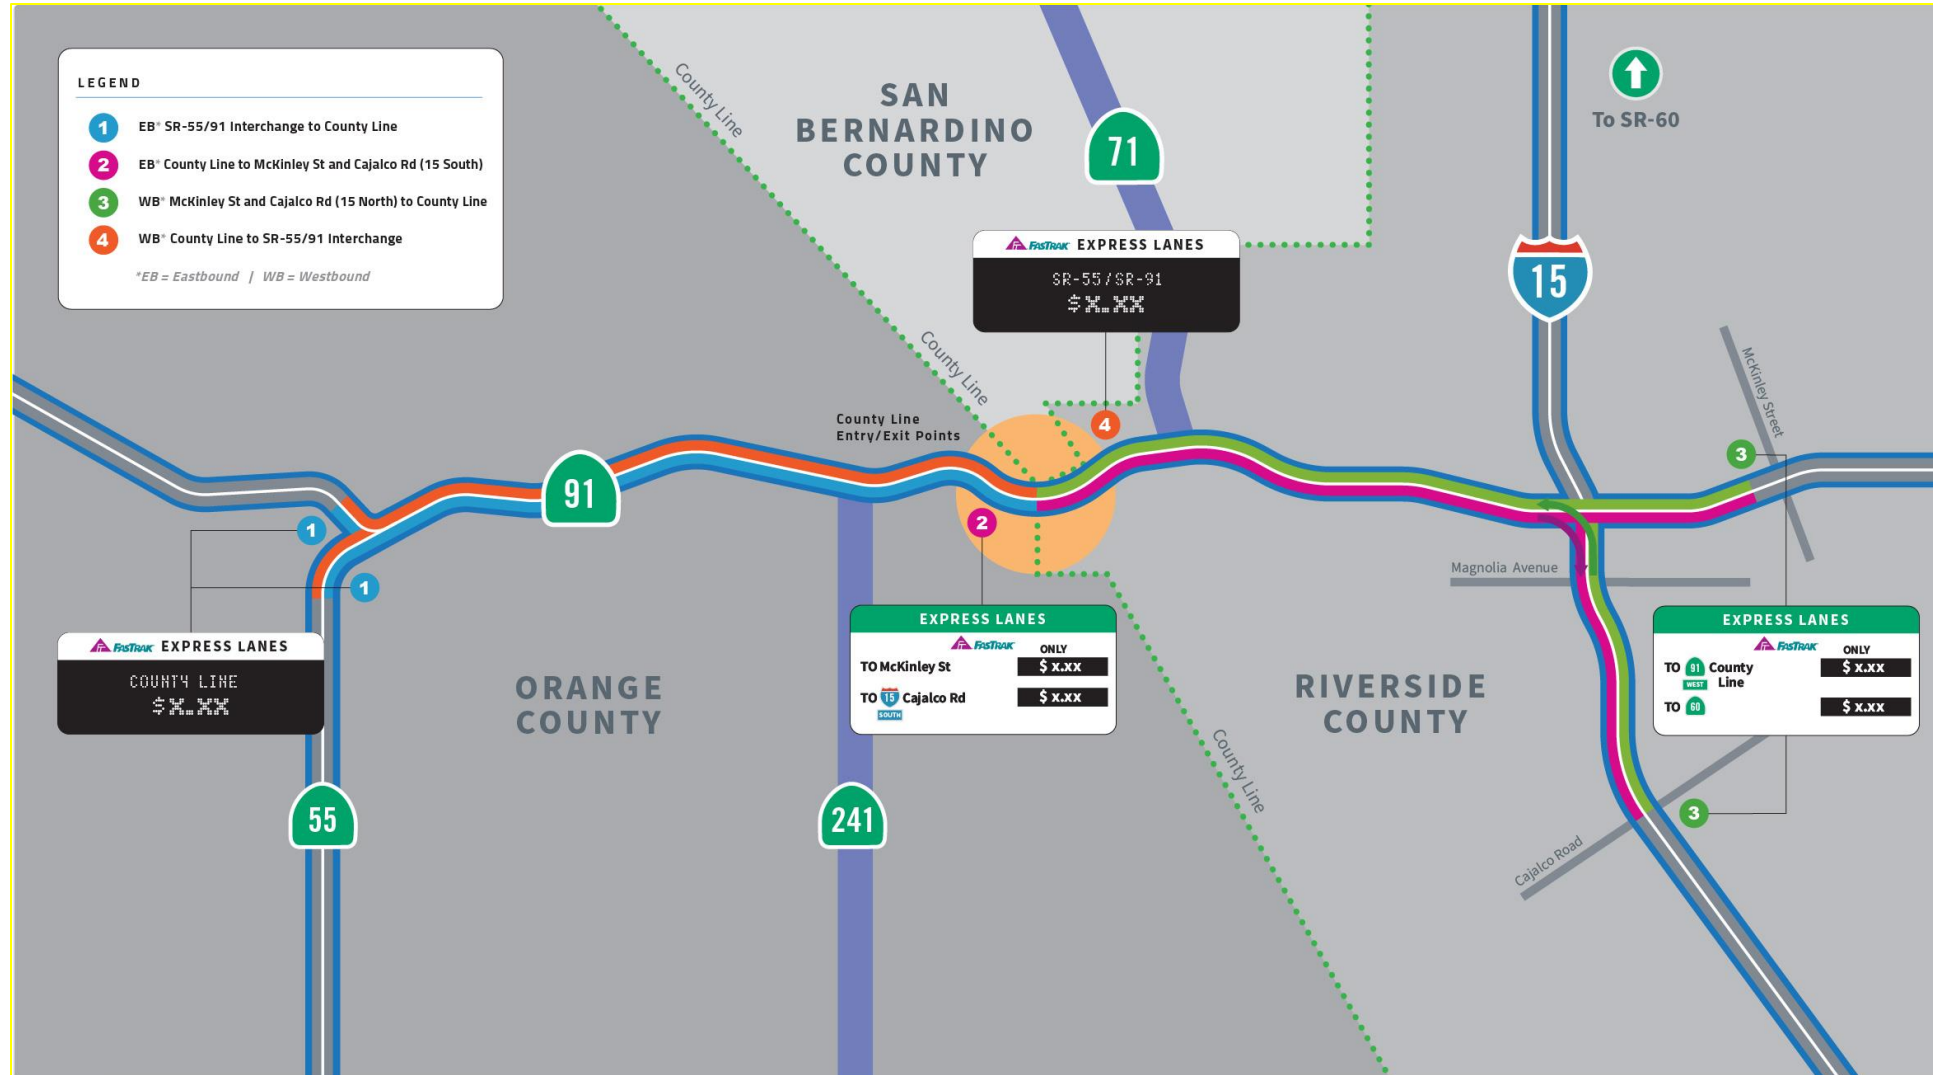 LEGEND
1 EB* SR-55/91 Interchange to County Line
2 EB* County Line to McKinley St and Cajalco Rd (15 South)
3 WB* McKinley St and Cajalco Rd (15 North) to County Line
4 WB* County Line to SR-55/91 Interchange
*EB = Eastbound | WB = Westbound
County Line
SAN
BERNARDINO
COUNTY
71
To SR-60
15
FASTRAK EXPRESS LANES
SR-55/SR-91
$X.XX
County Line
McKinley Street
County Line
Entry/Exit Points
4
3
91
2
1
1
Magnolia Avenue
FASTRAK EXPRESS LANES
COUNTY LINE
$X.XX
EXPRESS LANES
FASTRAK ONLY
TO McKinley St $ x.xx
TO 15 Cajalco Rd $ x.xx
SOUTH
EXPRESS LANES
FASTRAK ONLY
TO 91 County $ x.xx
WEST Line
TO 60 $ x.xx
ORANGE
COUNTY
RIVERSIDE
COUNTY
County Line
55
241
3
Cajalco Road